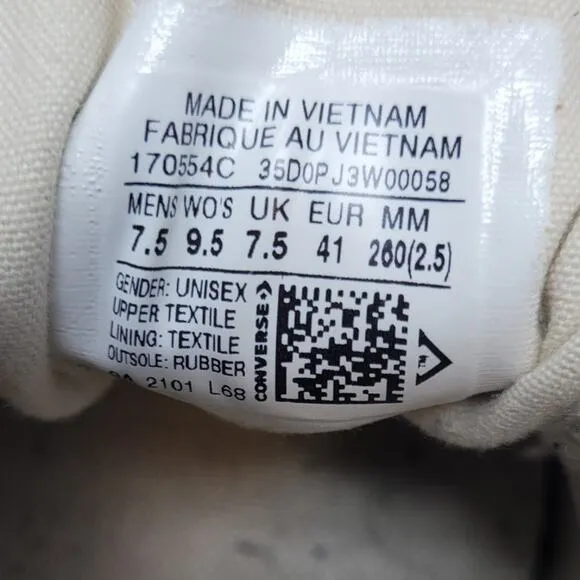 MADE IN VIETNAM
FABRIQUE AU VIETNAM
170554C 35D0PJ3W00058
MENS WO'S UK EUR MM
7.5 9.5 7.5 41 260(2.5)
GENDER: UNISEX
UPPER TEXTILE
LINING: TEXTILE
OUTSOLE: RUBBER
2101 L68
CONVERSE
TM